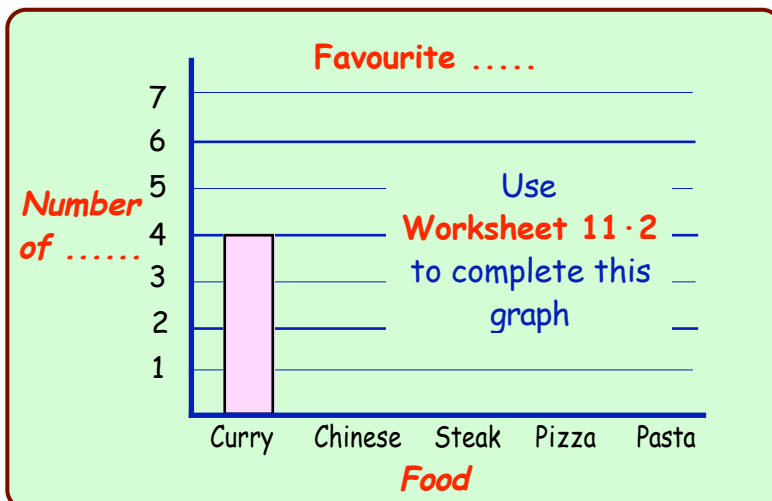 Favourite .....
7
6
5
4
3
2
1
Number
of ......
Use
Worksheet 11·2
to complete this
graph
Curry Chinese Steak Pizza Pasta
Food